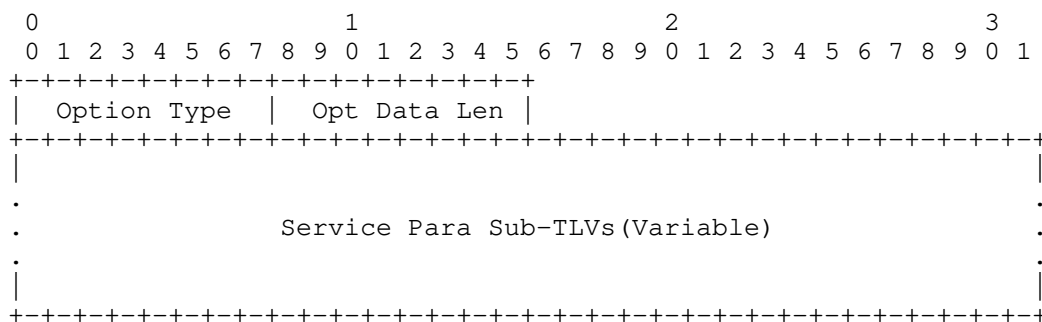 0                   1                   2                   3
0 1 2 3 4 5 6 7 8 9 0 1 2 3 4 5 6 7 8 9 0 1 2 3 4 5 6 7 8 9 0 1
+-+-+-+-+-+-+-+-+-+-+-+-+-+-+-+-+
|  Option Type  |  Opt Data Len |
+-+-+-+-+-+-+-+-+-+-+-+-+-+-+-+-+-+-+-+-+-+-+-+-+-+-+-+-+-+-+-+-+
|                                                               |
.                                                               .
.                Service Para Sub-TLVs(Variable)                .
.                                                               .
|                                                               |
+-+-+-+-+-+-+-+-+-+-+-+-+-+-+-+-+-+-+-+-+-+-+-+-+-+-+-+-+-+-+-+-+